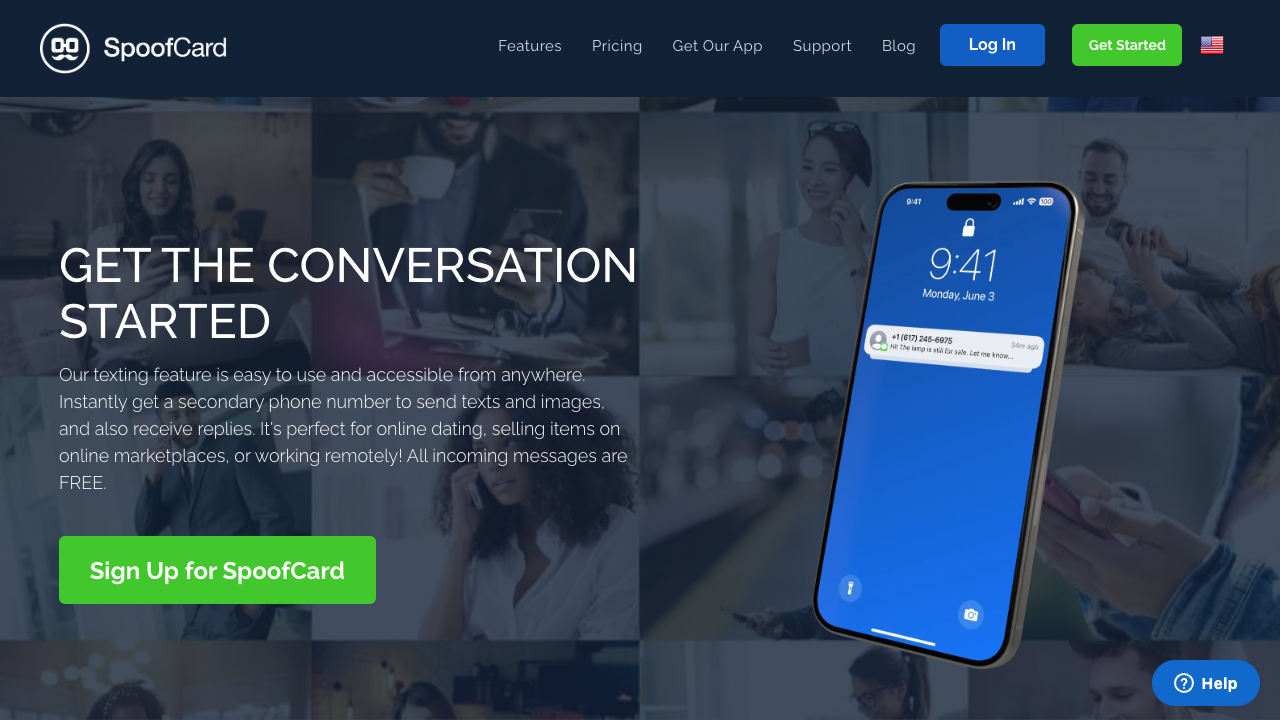 SpoofCard
Features
Pricing
Get Our App
Support
Blog
Log In
Get Started
GET THE CONVERSATION
STARTED
Our texting feature is easy to use and accessible from anywhere.
Instantly get a secondary phone number to send texts and images,
and also receive replies. It's perfect for online dating, selling items on
online marketplaces, or working remotely! All incoming messages are
FREE.
Sign Up for SpoofCard
9:41
100
9:41
Monday, June 3
+1 (617) 245-6975
34m ago
Hi! The lamp is still for sale. Let me know...
Help